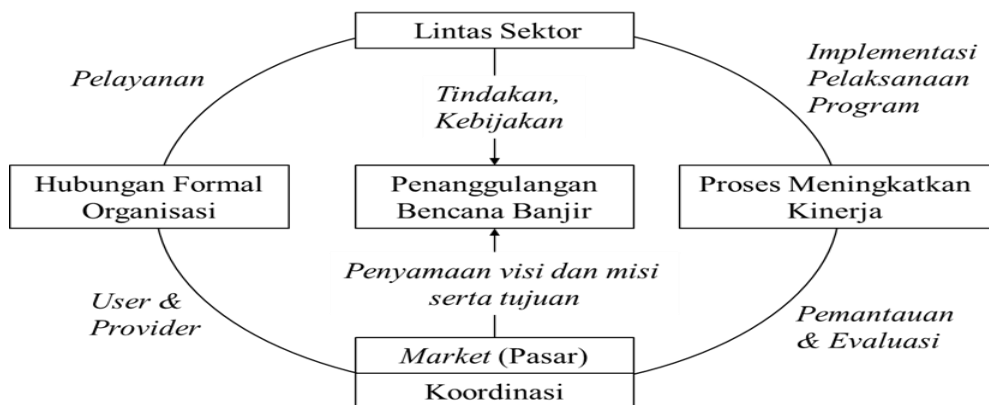 Lintas Sektor
Pelayanan
Tindakan,
Kebijakan
Implementasi
Pelaksanaan
Program
Hubungan Formal
Organisasi
Penanggulangan
Bencana Banjir
Proses Meningkatkan
Kinerja
User &
Provider
Penyamaan visi dan misi
serta tujuan
Pemantauan
& Evaluasi
Market (Pasar)
Koordinasi